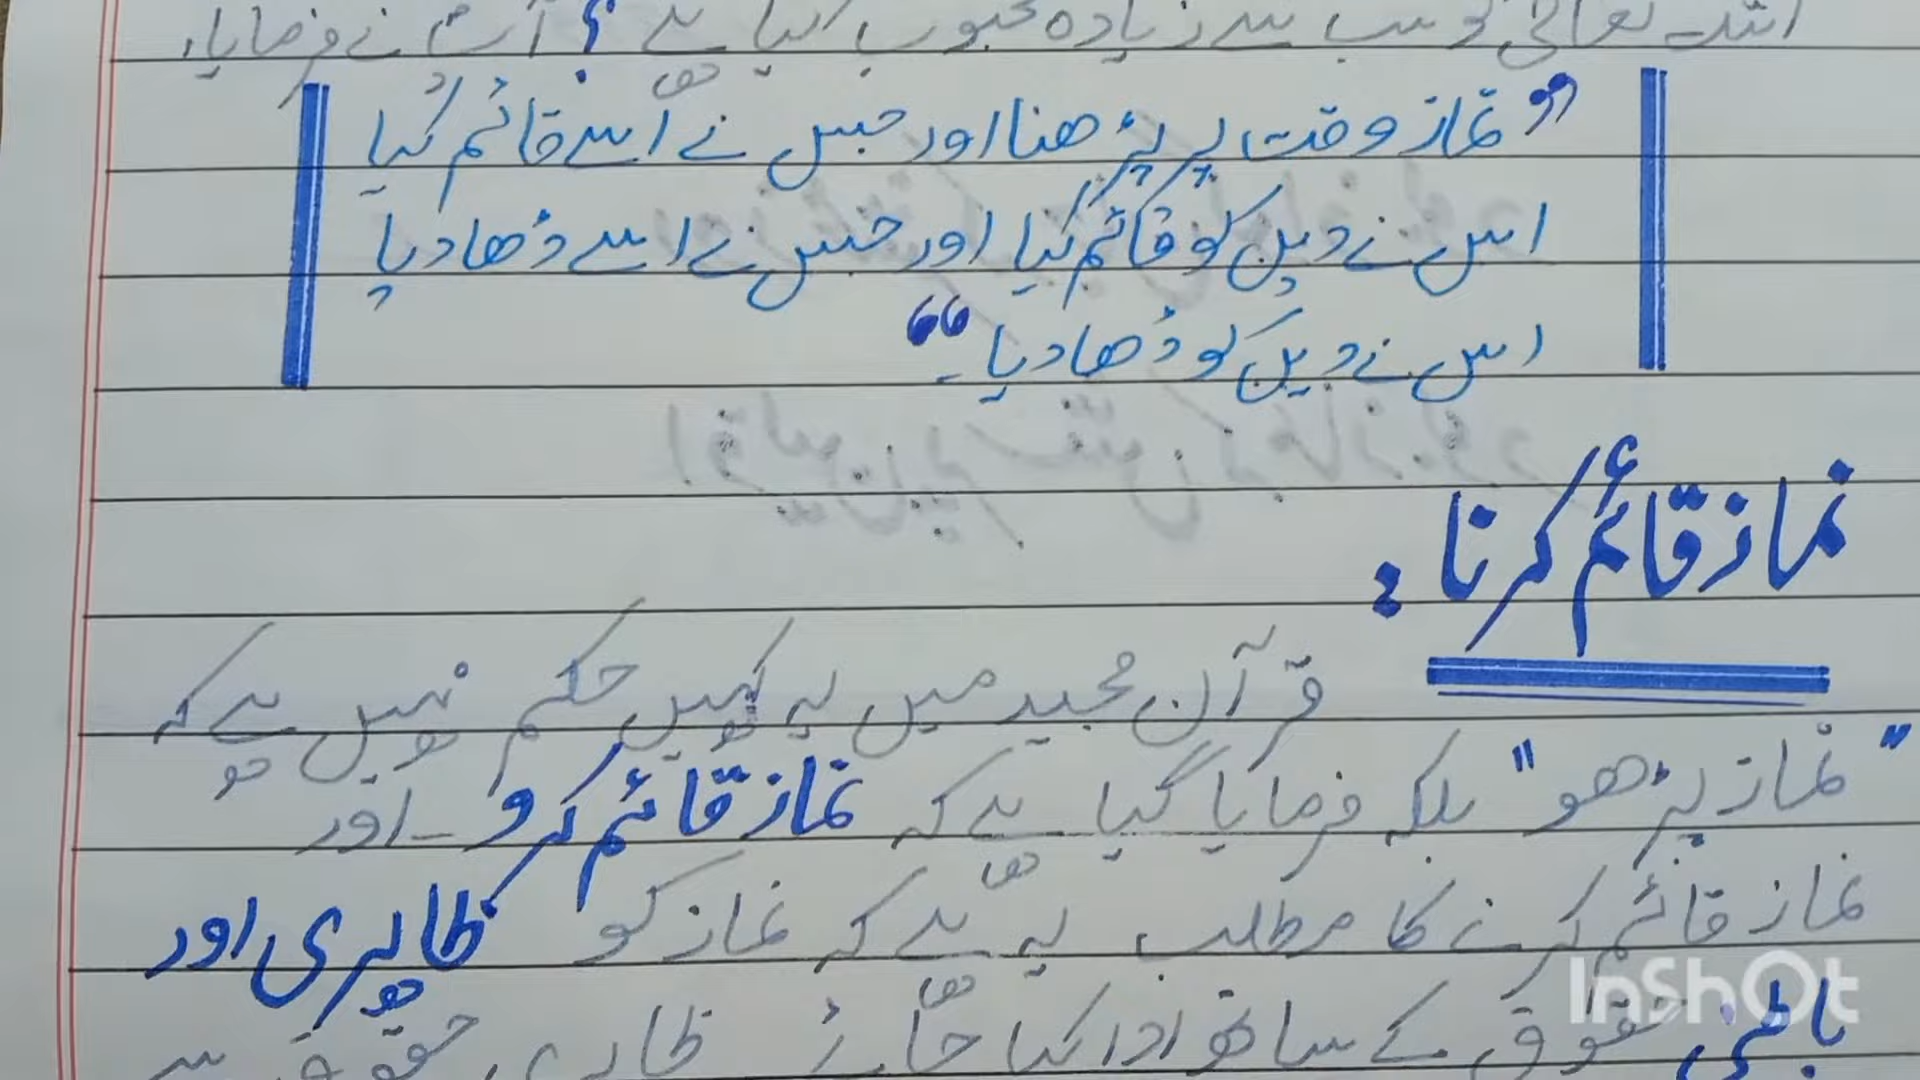 اللہ تعالیٰ کو سب سے زیادہ محبوب کیا ہے؟ آپؐ نے فرمایا،
”نماز وقت پر پڑھنا اور جس نے اسے قائم کیا
اس نے دین کو قائم کیا اور جس نے اسے ڈھا دیا
اس نے دین کو ڈھا دیا۔“
نماز قائم کرنا:
قرآن مجید میں یہ کہیں حکم نہیں ہے کہ
"نماز پڑھو" بلکہ فرمایا گیا ہے کہ نماز قائم کرو۔ اور
نماز قائم کرنے کا مطلب یہ ہے کہ نماز کو ظاہری اور
باطنی حقوق کے ساتھ ادا کیا جائے ظاہری حقوق سے
InShOt